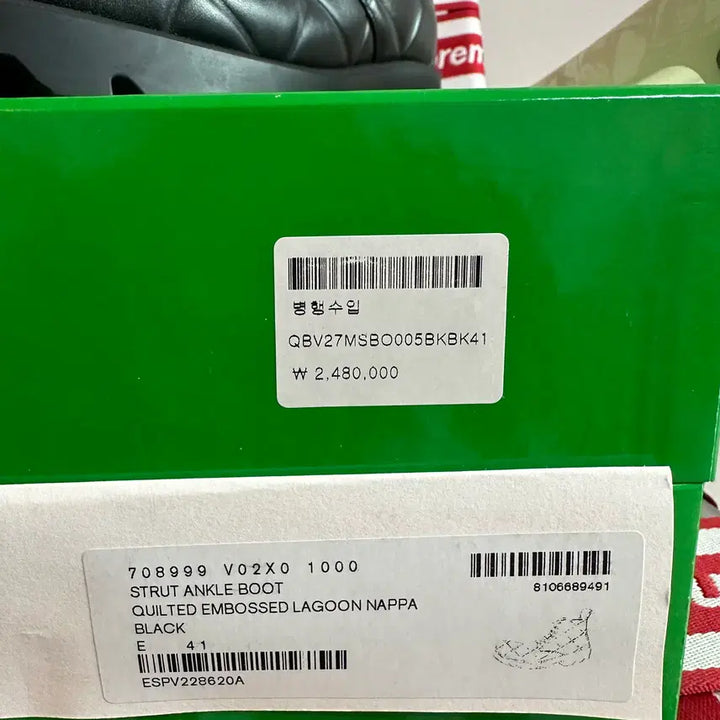 prem
병행수입
QBV27MSBO005BKBK41
₩ 2,480,000
708999 V02X0 1000
STRUT ANKLE BOOT
QUILTED EMBOSSED LAGOON NAPPA
BLACK
E 41
ESPV228620A
8106689491